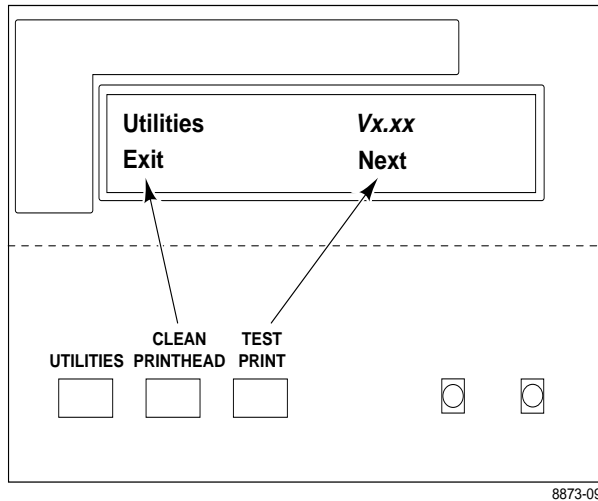 Utilities Vx.xx
Exit Next
CLEAN TEST
UTILITIES PRINTHEAD PRINT
8873-09